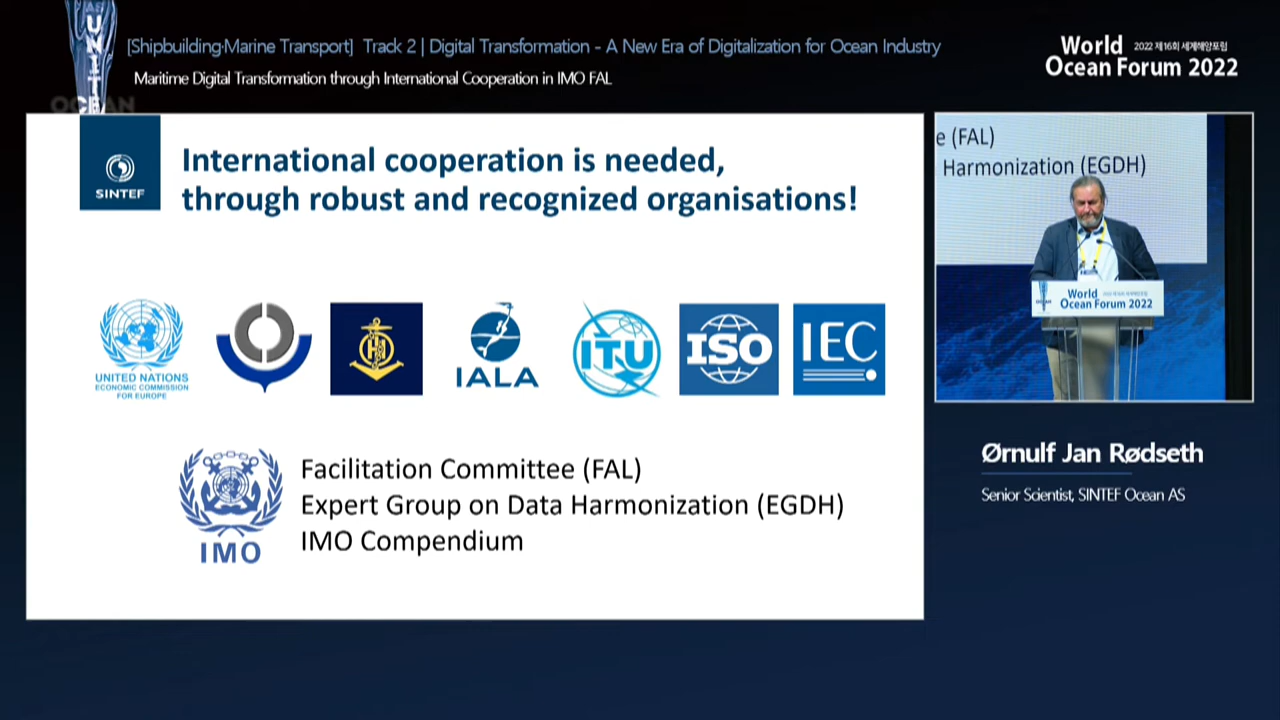 UNITE
OCEAN
[Shipbuilding·Marine Transport] Track 2 | Digital Transformation - A New Era of Digitalization for Ocean Industry
Maritime Digital Transformation through International Cooperation in IMO FAL
World 2022 제16회 세계해양포럼
Ocean Forum 2022
SINTEF
International cooperation is needed,
through robust and recognized organisations!
UNITED NATIONS
ECONOMIC COMMISSION
FOR EUROPE
IALA
ITU
ISO
IEC
IMO
Facilitation Committee (FAL)
Expert Group on Data Harmonization (EGDH)
IMO Compendium
e (FAL)
Harmonization (EGDH)
World
Ocean Forum 2022
Ørnulf Jan Rødseth
Senior Scientist, SINTEF Ocean AS